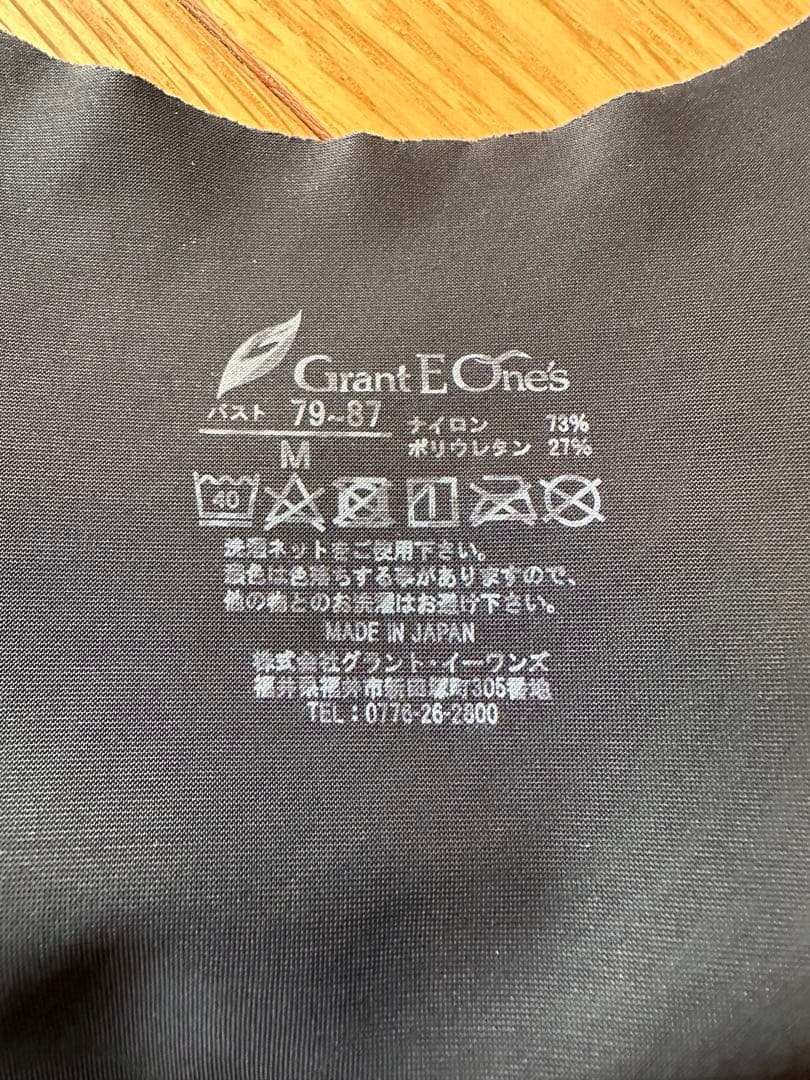 Grant E One's
バスト 79~87
M
ナイロン 73%
ポリウレタン 27%
40
洗濯ネットをご使用下さい。
濃色は色落ちする事がありますので、
他の物とのお洗濯はお避け下さい。
MADE IN JAPAN
株式会社グラント・イーワンズ
福井県福井市新田塚町305番地
TEL：0776-26-2800